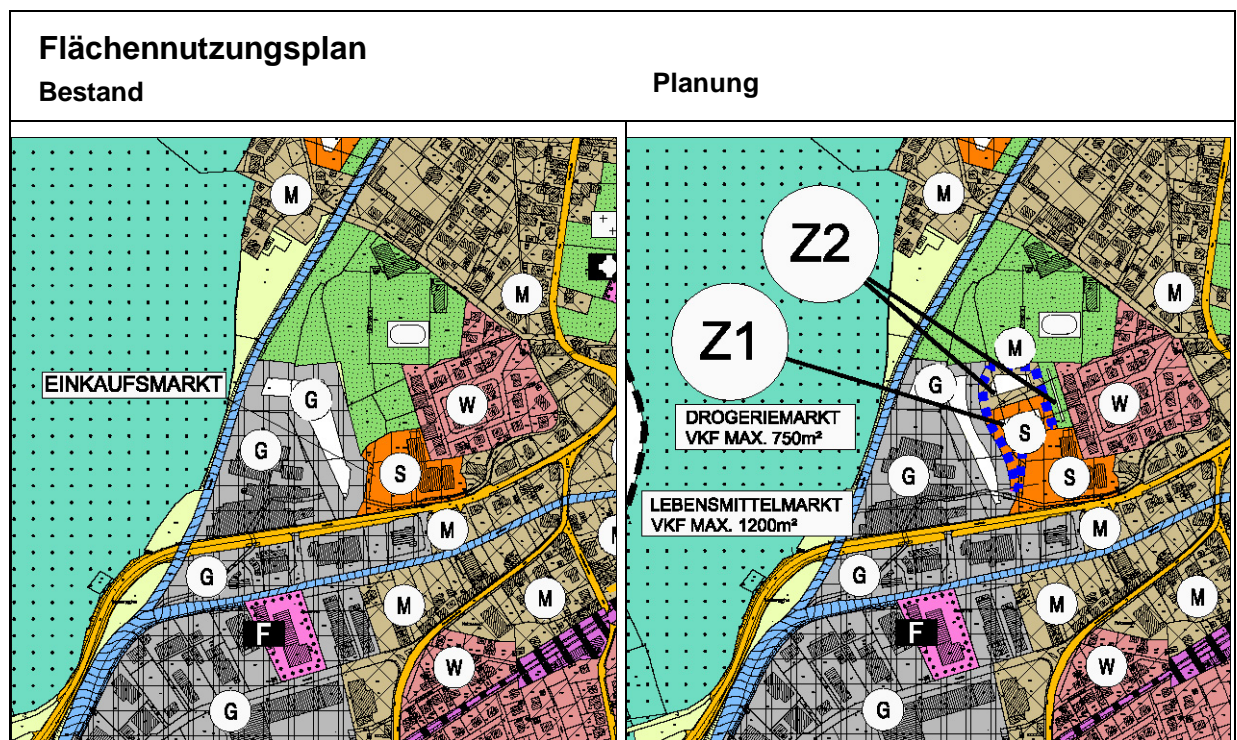 Flächennutzungsplan
Bestand
Planung
M
M
EINKAUFSMARKT
G
W
G
S
M
G
M
M
F
W
G
M
Z2
M
Z1
M
G
W
DROGERIEMARKT
VKF MAX. 750m²
S
G
S
LEBENSMITTELMARKT
VKF MAX. 1200m²
M
G
M
M
F
W
G